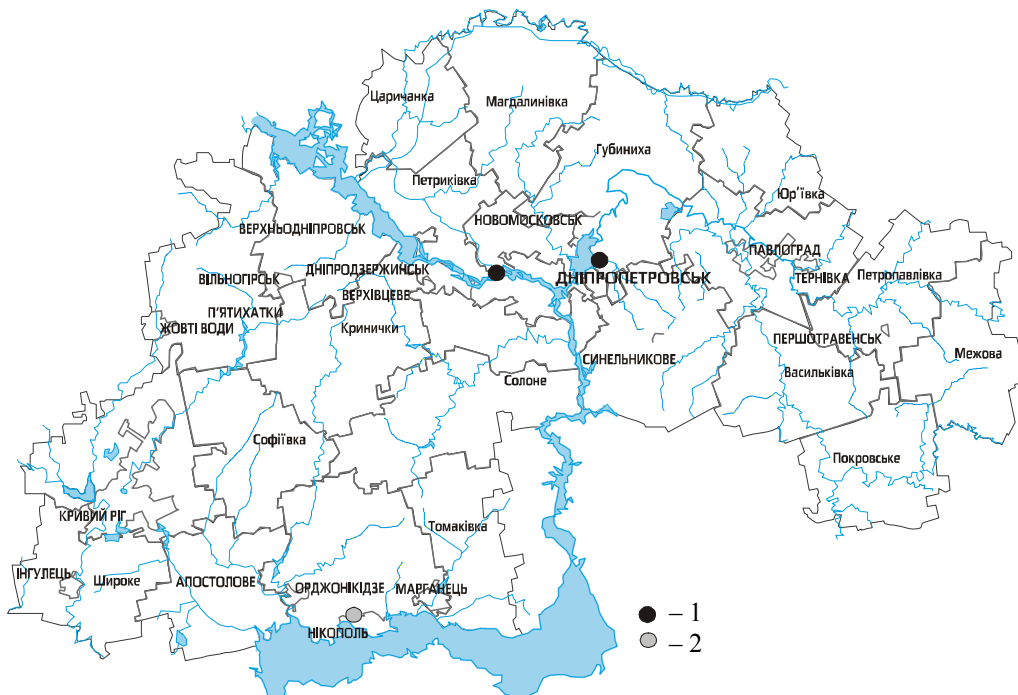 Царичанка
Магдалинівка
Губиниха
Петриківка
Юр'ївка
НОВОМОСКОВСЬК
ВЕРХНЬОДНІПРОВСЬК
ПАВЛОГРАД
ДНІПРОДЗЕРЖИНСЬК
ДНІПРОПЕТРОВСЬК
ТЕРНІВКА
Петропавлівка
ВІЛЬНОГІРСЬК
ВЕРХІВЦЕВЕ
П'ЯТИХАТКИ
ЖОВТІ ВОДИ
Кринички
ПЕРШОТРАВЕНСЬК
Межова
СИНЕЛЬНИКОВЕ
Васильківка
Солоне
Софіївка
Покровське
КРИВИЙ РІГ
Томаківка
ІНГУЛЕЦЬ
Широке
АПОСТОЛОВЕ
ОРДЖОНІКІДЗЕ
МАРГАНЕЦЬ
НІКОПОЛЬ
– 1
– 2